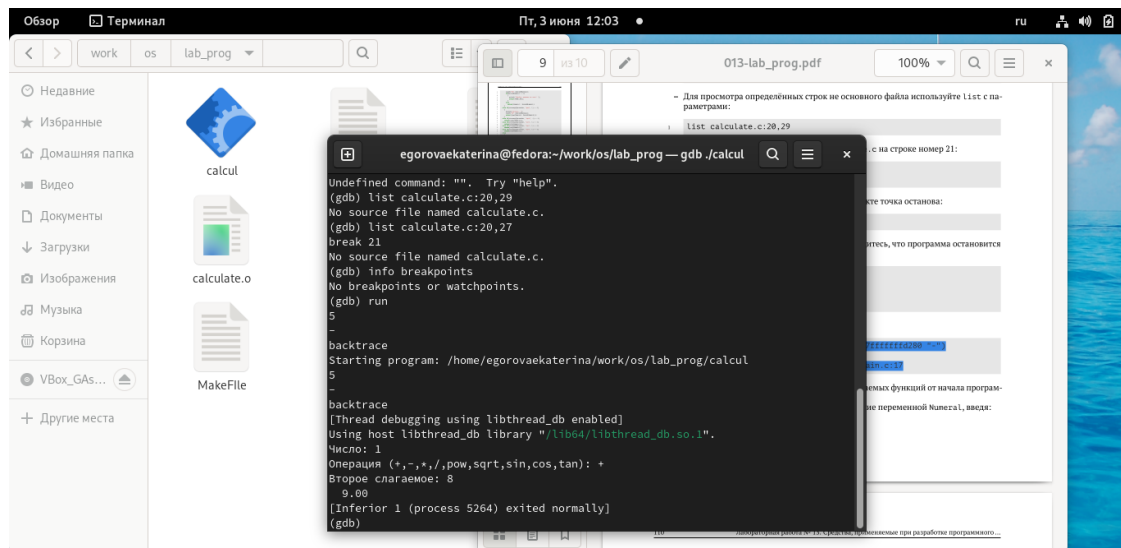 Обзор
Терминал
Пт, 3 июня 12:03
ru
work os lab_prog
9 из 10
013-lab_prog.pdf
100%
Недавние
Избранные
Домашняя папка
Видео
Документы
Загрузки
Изображения
Музыка
Корзина
VBox_GAs...
Другие места
calcul
calculate.o
MakeFIle
– Для просмотра определённых строк не основного файла используйте list с па-
раметрами:
list calculate.c:20,29
.c на строке номер 21:
кте точка останова:
итесь, что программа остановится
7fffffffd280 "-")
ain.c:17
емых функций от начала програм-
ие переменной Numeral, введя:
110 Лабораторная работа № 13. Средства, применяемые при разработке программного...
egorovaekaterina@fedora:~/work/os/lab_prog — gdb ./calcul
Undefined command: "". Try "help".
(gdb) list calculate.c:20,29
No source file named calculate.c.
(gdb) list calculate.c:20,27
break 21
No source file named calculate.c.
(gdb) info breakpoints
No breakpoints or watchpoints.
(gdb) run
5
-
backtrace
Starting program: /home/egorovaekaterina/work/os/lab_prog/calcul
5
-
backtrace
[Thread debugging using libthread_db enabled]
Using host libthread_db library "/lib64/libthread_db.so.1".
Число: 1
Операция (+,-,*,/,pow,sqrt,sin,cos,tan): +
Второе слагаемое: 8
9.00
[Inferior 1 (process 5264) exited normally]
(gdb)